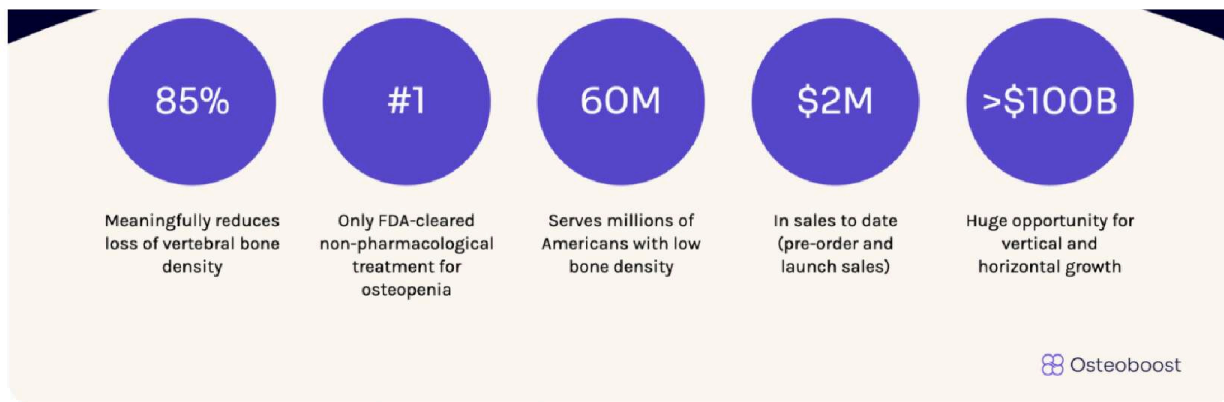 85%
Meaningfully reduces
loss of vertebral bone
density
#1
Only FDA-cleared
non-pharmacological
treatment for
osteopenia
60M
Serves millions of
Americans with low
bone density
$2M
In sales to date
(pre-order and
launch sales)
>$100B
Huge opportunity for
vertical and
horizontal growth
Osteoboost